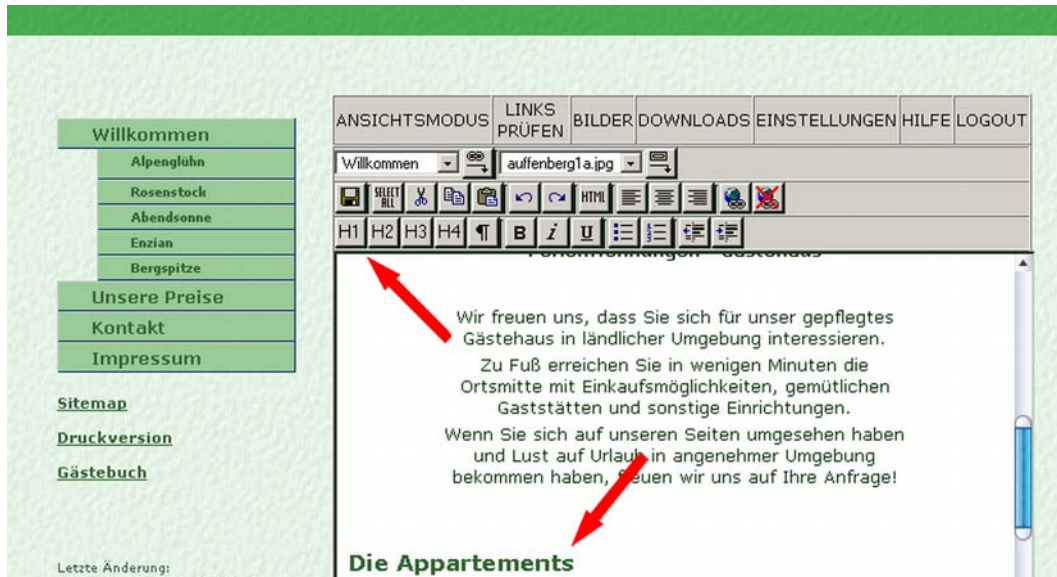 Willkommen
Alpenglühn
Rosenstock
Abendsonne
Enzian
Bergspitze
Unsere Preise
Kontakt
Impressum
Sitemap
Druckversion
Gästebuch
Letzte Änderung:
ANSICHTSMODUS LINKS PRÜFEN BILDER DOWNLOADS EINSTELLUNGEN HILFE LOGOUT
Willkommen auffenberg1a.jpg
SELECT ALL HTML
H1 H2 H3 H4 ¶ B i U
Wir freuen uns, dass Sie sich für unser gepflegtes
Gästehaus in ländlicher Umgebung interessieren.
Zu Fuß erreichen Sie in wenigen Minuten die
Ortsmitte mit Einkaufsmöglichkeiten, gemütlichen
Gaststätten und sonstige Einrichtungen.
Wenn Sie sich auf unseren Seiten umgesehen haben
und Lust auf Urlaub in angenehmer Umgebung
bekommen haben, freuen wir uns auf Ihre Anfrage!
Die Appartements